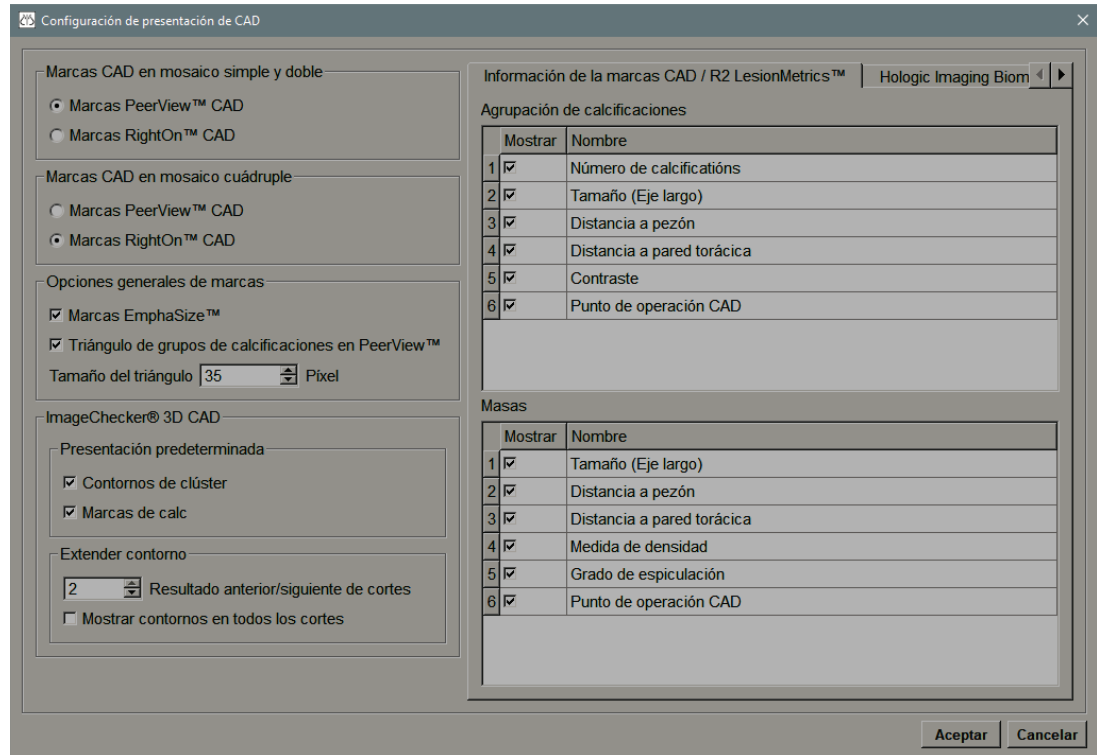 Configuración de presentación de CAD
Marcas CAD en mosaico simple y doble
Marcas PeerView™ CAD
Marcas RightOn™ CAD
Marcas CAD en mosaico cuádruple
Marcas PeerView™ CAD
Marcas RightOn™ CAD
Opciones generales de marcas
Marcas EmphaSize™
Triángulo de grupos de calcificaciones en PeerView™
Tamaño del triángulo 35 Píxel
ImageChecker® 3D CAD
Presentación predeterminada
Contornos de clúster
Marcas de calc
Extender contorno
2 Resultado anterior/siguiente de cortes
Mostrar contornos en todos los cortes
Información de la marcas CAD / R2 LesionMetrics™ Hologic Imaging Biom
Agrupación de calcificaciones
Mostrar Nombre
1 Número de calcificatións
2 Tamaño (Eje largo)
3 Distancia a pezón
4 Distancia a pared torácica
5 Contraste
6 Punto de operación CAD
Masas
Mostrar Nombre
1 Tamaño (Eje largo)
2 Distancia a pezón
3 Distancia a pared torácica
4 Medida de densidad
5 Grado de espiculación
6 Punto de operación CAD
Aceptar Cancelar